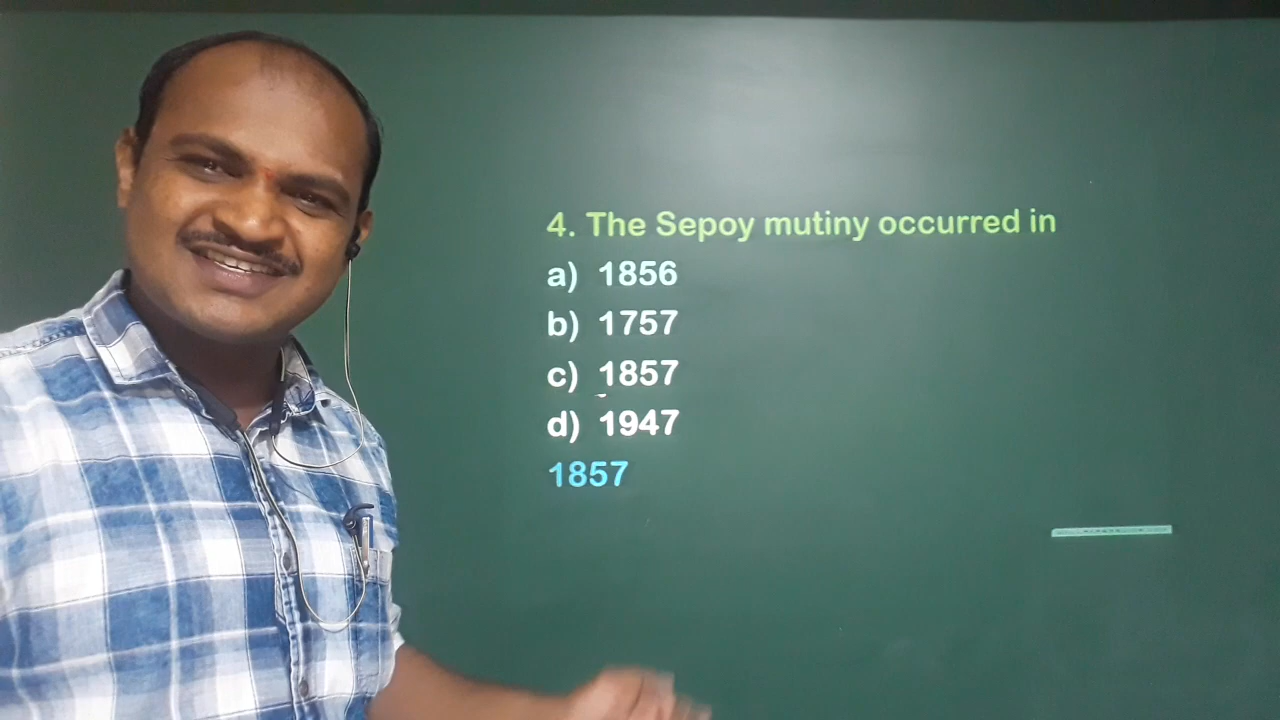 4. The Sepoy mutiny occurred in
a) 1856
b) 1757
c) 1857
d) 1947
1857